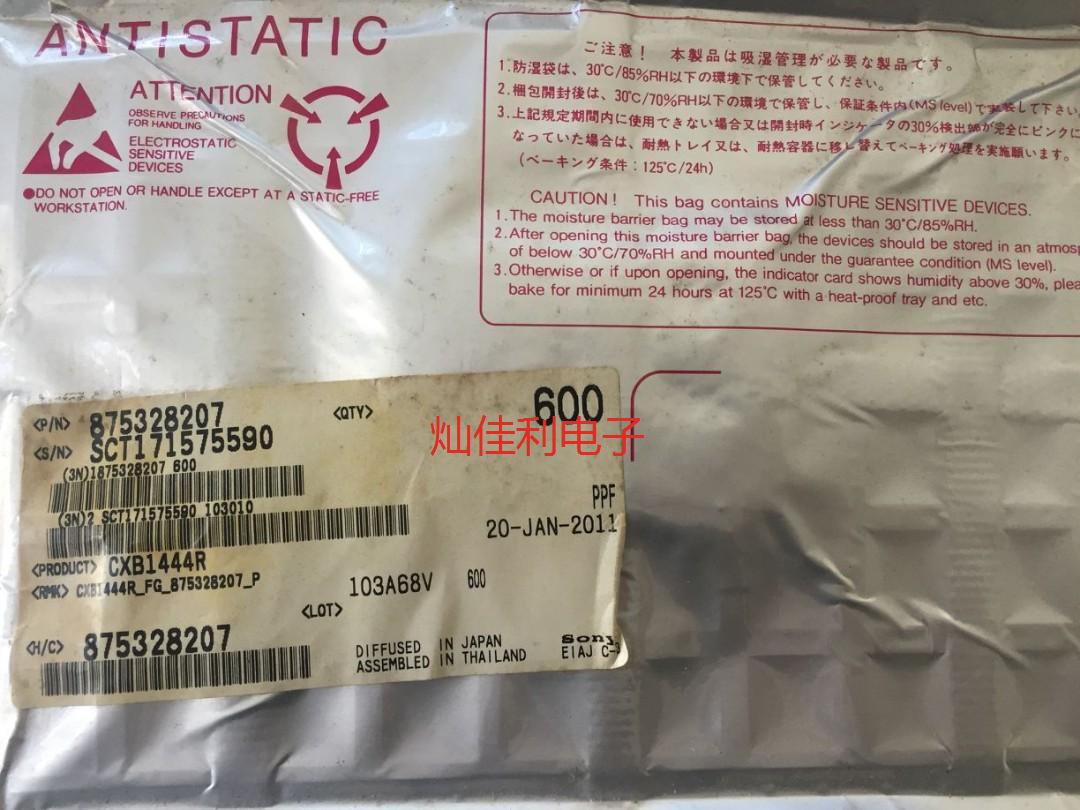 ANTISTATIC
ATTENTION
OBSERVE PRECAUTIONS
FOR HANDLING
ELECTROSTATIC
SENSITIVE
DEVICES
●DO NOT OPEN OR HANDLE EXCEPT AT A STATIC-FREE
WORKSTATION.
ご注意! 本製品は吸湿管理が必要な製品です。
1.防湿袋は、30℃/85%RH以下の環境下で保管してください。
2.梱包開封後は、30℃/70%RH以下の環境で保管し、保証条件内(MS level)で実装して下さい
3.上記規定期間内に使用できない場合又は開封時インジケータの30%検出部が完全にピンクに
なっていた場合は、耐熱トレイ又は、耐熱容器に移し替えてベーキング処理を実施願います。
(ベーキング条件:125℃/24h)
CAUTION! This bag contains MOISTURE SENSITIVE DEVICES.
1.The moisture barrier bag may be stored at less than 30℃/85%RH.
2.After opening this moisture barrier bag, the devices should be stored in an atmos
of below 30℃/70%RH and mounted under the guarantee condition (MS level).
3.Otherwise or if upon opening, the indicator card shows humidity above 30%, plea
bake for minimum 24 hours at 125℃ with a heat-proof tray and etc.
<P/N> 875328207 <QTY> 600
<S/N> SCT171575590
(3N)1875328207 600
(3N)2 SCT171575590 103010
PPF
20-JAN-2011
<PRODUCT> CXB1444R
<RMK> CXB1444R_FG_875328207_P
103A68V 600
<LOT>
<H/C> 875328207
DIFFUSED IN JAPAN
ASSEMBLED IN THAILAND
Sony
EIAJ C-3
灿佳利电子